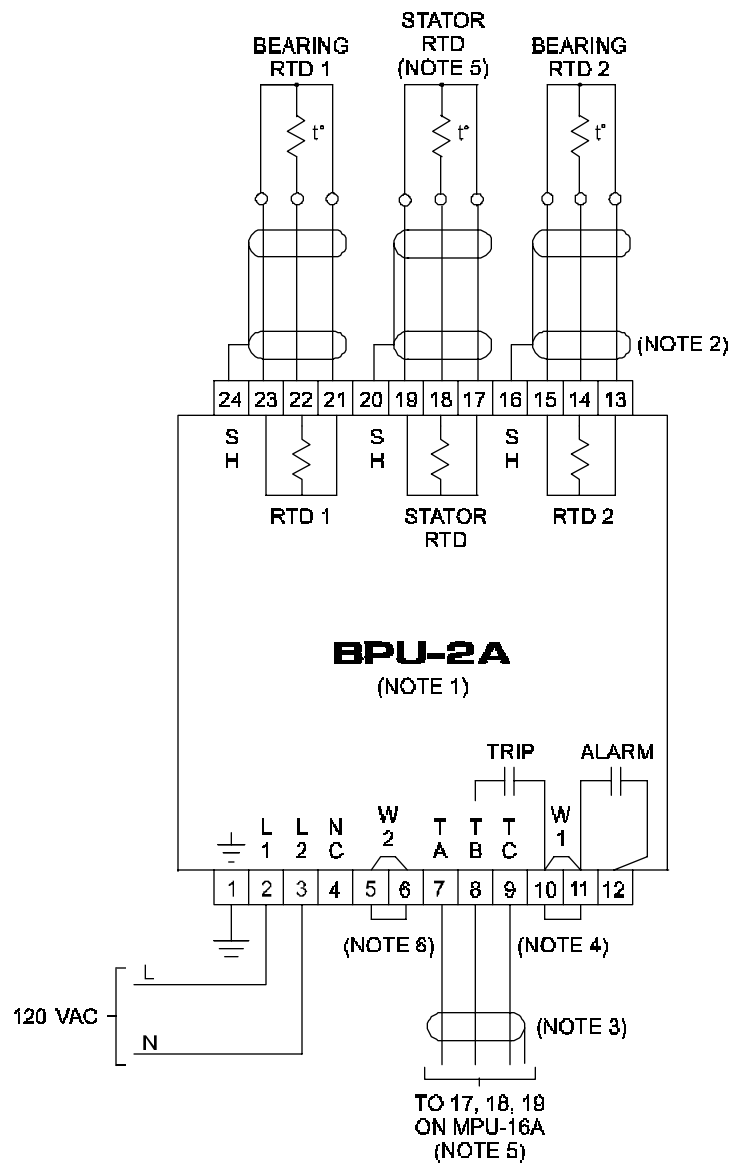 STATOR
RTD
(NOTE 5)
BEARING
RTD 1
BEARING
RTD 2
t°
t°
t°
(NOTE 2)
24 23 22 21 20 19 18 17 16 15 14 13
S
H
S
H
S
H
RTD 1
STATOR
RTD
RTD 2
BPU-2A
(NOTE 1)
TRIP
ALARM
L
1
L
2
N
C
W
2
T
A
T
B
T
C
W
1
1 2 3 4 5 6 7 8 9 10 11 12
(NOTE 6)
(NOTE 4)
L
120 VAC
N
(NOTE 3)
TO 17, 18, 19
ON MPU-16A
(NOTE 5)